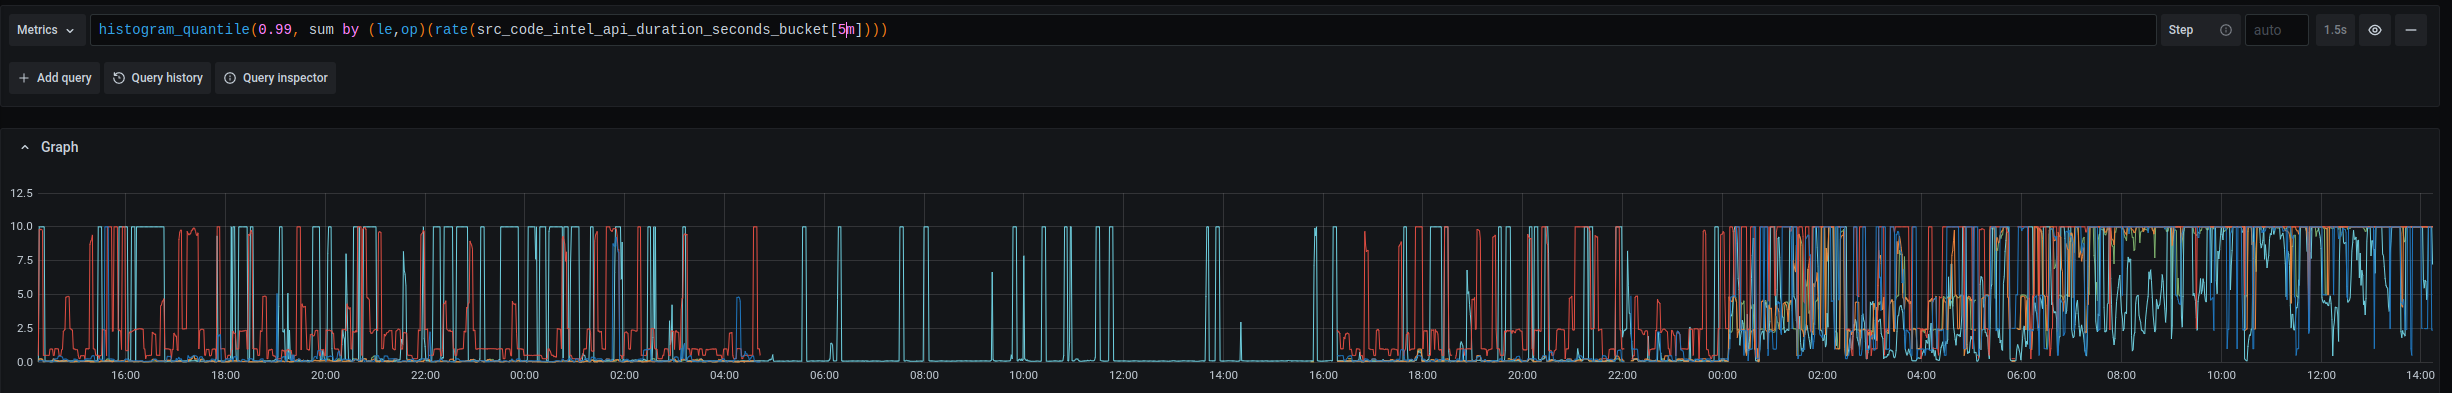 Metrics histogram_quantile(0.99, sum by (le,op)(rate(src_code_intel_api_duration_seconds_bucket[5m]))) Step auto 1.5s
Add query Query history Query inspector
Graph
12.5
10.0
7.5
5.0
2.5
0.0
16:00 18:00 20:00 22:00 00:00 02:00 04:00 06:00 08:00 10:00 12:00 14:00 16:00 18:00 20:00 22:00 00:00 02:00 04:00 06:00 08:00 10:00 12:00 14:00